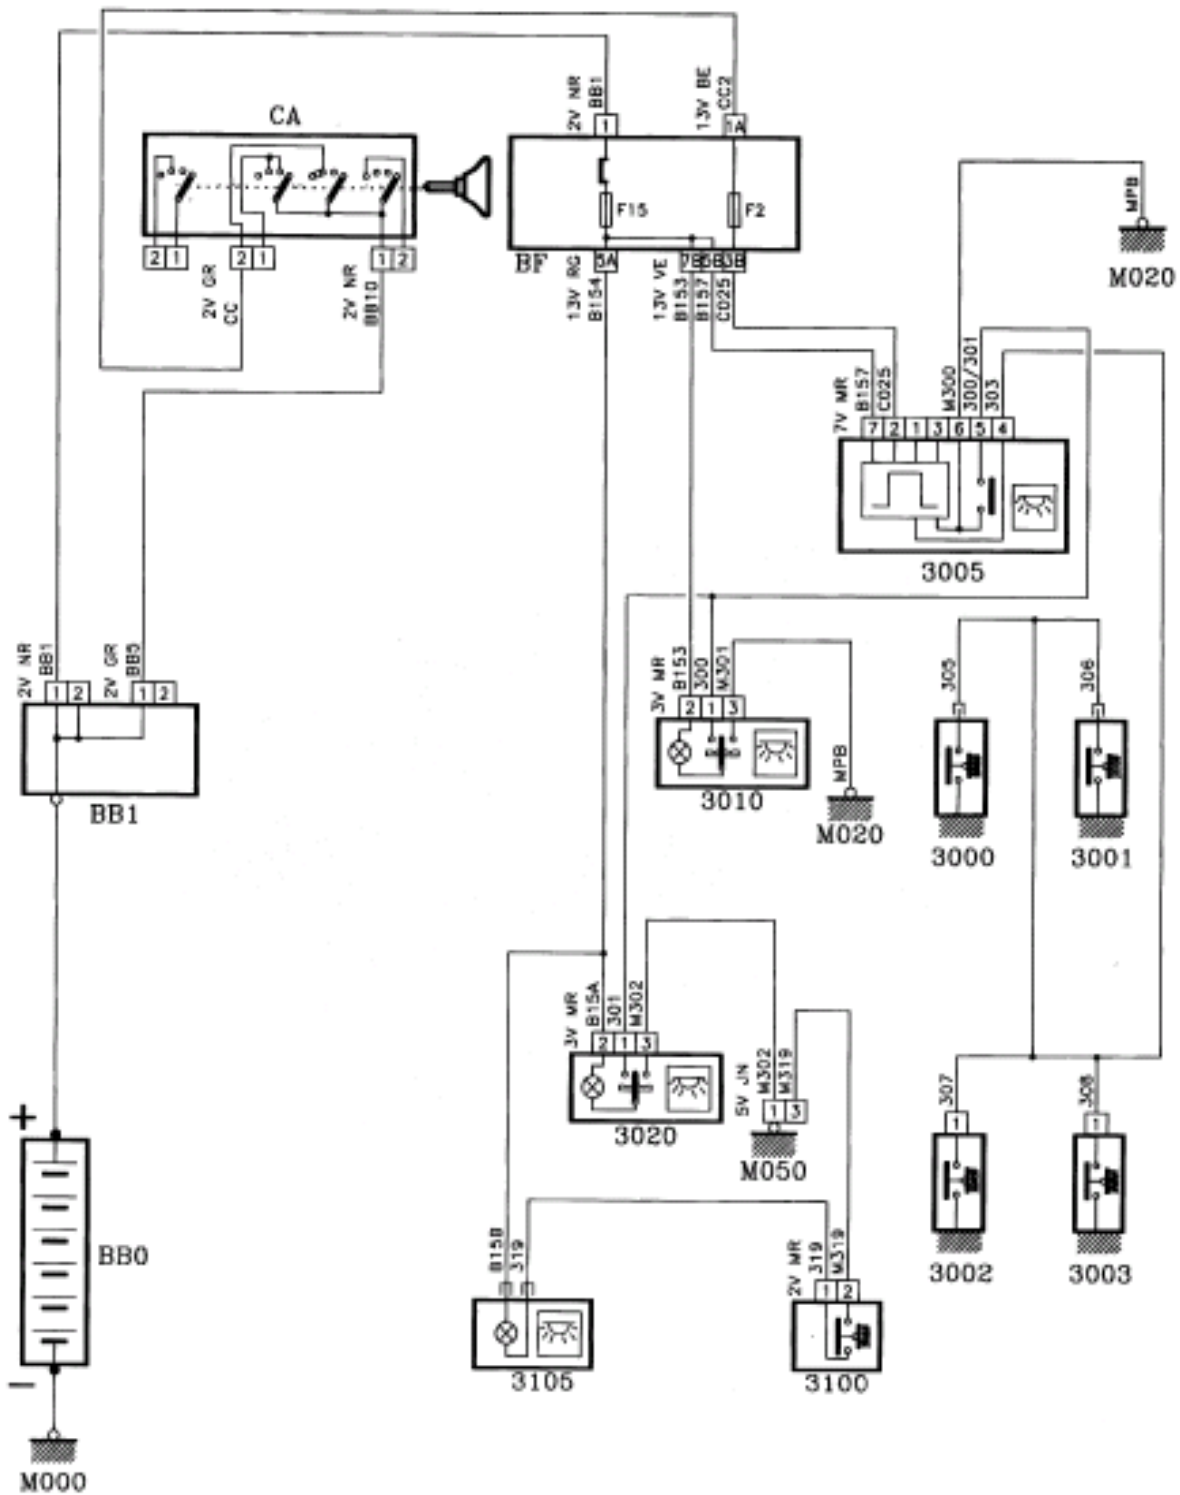 2V NR
BB1
13V BE
CC2
CA
1
1A
F15
F2
MPB
M020
2 1
2 1
1 2
BF
5A
7B 5B 3B
2V GR
CC
2V NR
BB10
13V RG
B154
13V VE
B153
B157
C025
7V MR
B157
C025
M300
300/301
303
7 2 1 3 6 5 4
3005
2V NR
BB1
2V GR
BB5
1 2
1 2
BB1
3V MR
B153
300
M301
2 1 3
3010
MPB
M020
305
306
3000
3001
3V MR
B15A
301
M302
2 1 3
3020
5V JN
M302
M319
1 3
M050
307
308
1
1
3002
3003
+
BB0
−
M000
B15B
319
3105
2V MR
319
M319
1 2
3100